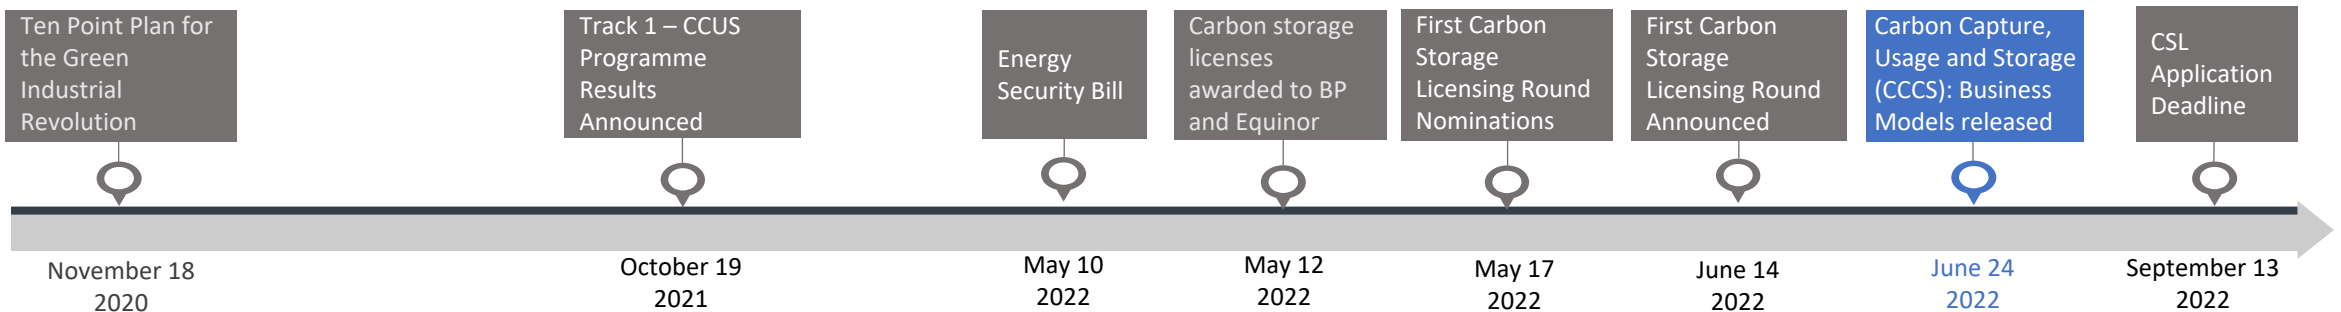 Ten Point Plan for
the Green
Industrial
Revolution
Track 1 – CCUS
Programme
Results
Announced
Energy
Security Bill
Carbon storage
licenses
awarded to BP
and Equinor
First Carbon
Storage
Licensing Round
Nominations
First Carbon
Storage
Licensing Round
Announced
Carbon Capture,
Usage and Storage
(CCCS): Business
Models released
CSL
Application
Deadline
November 18
2020
October 19
2021
May 10
2022
May 12
2022
May 17
2022
June 14
2022
June 24
2022
September 13
2022